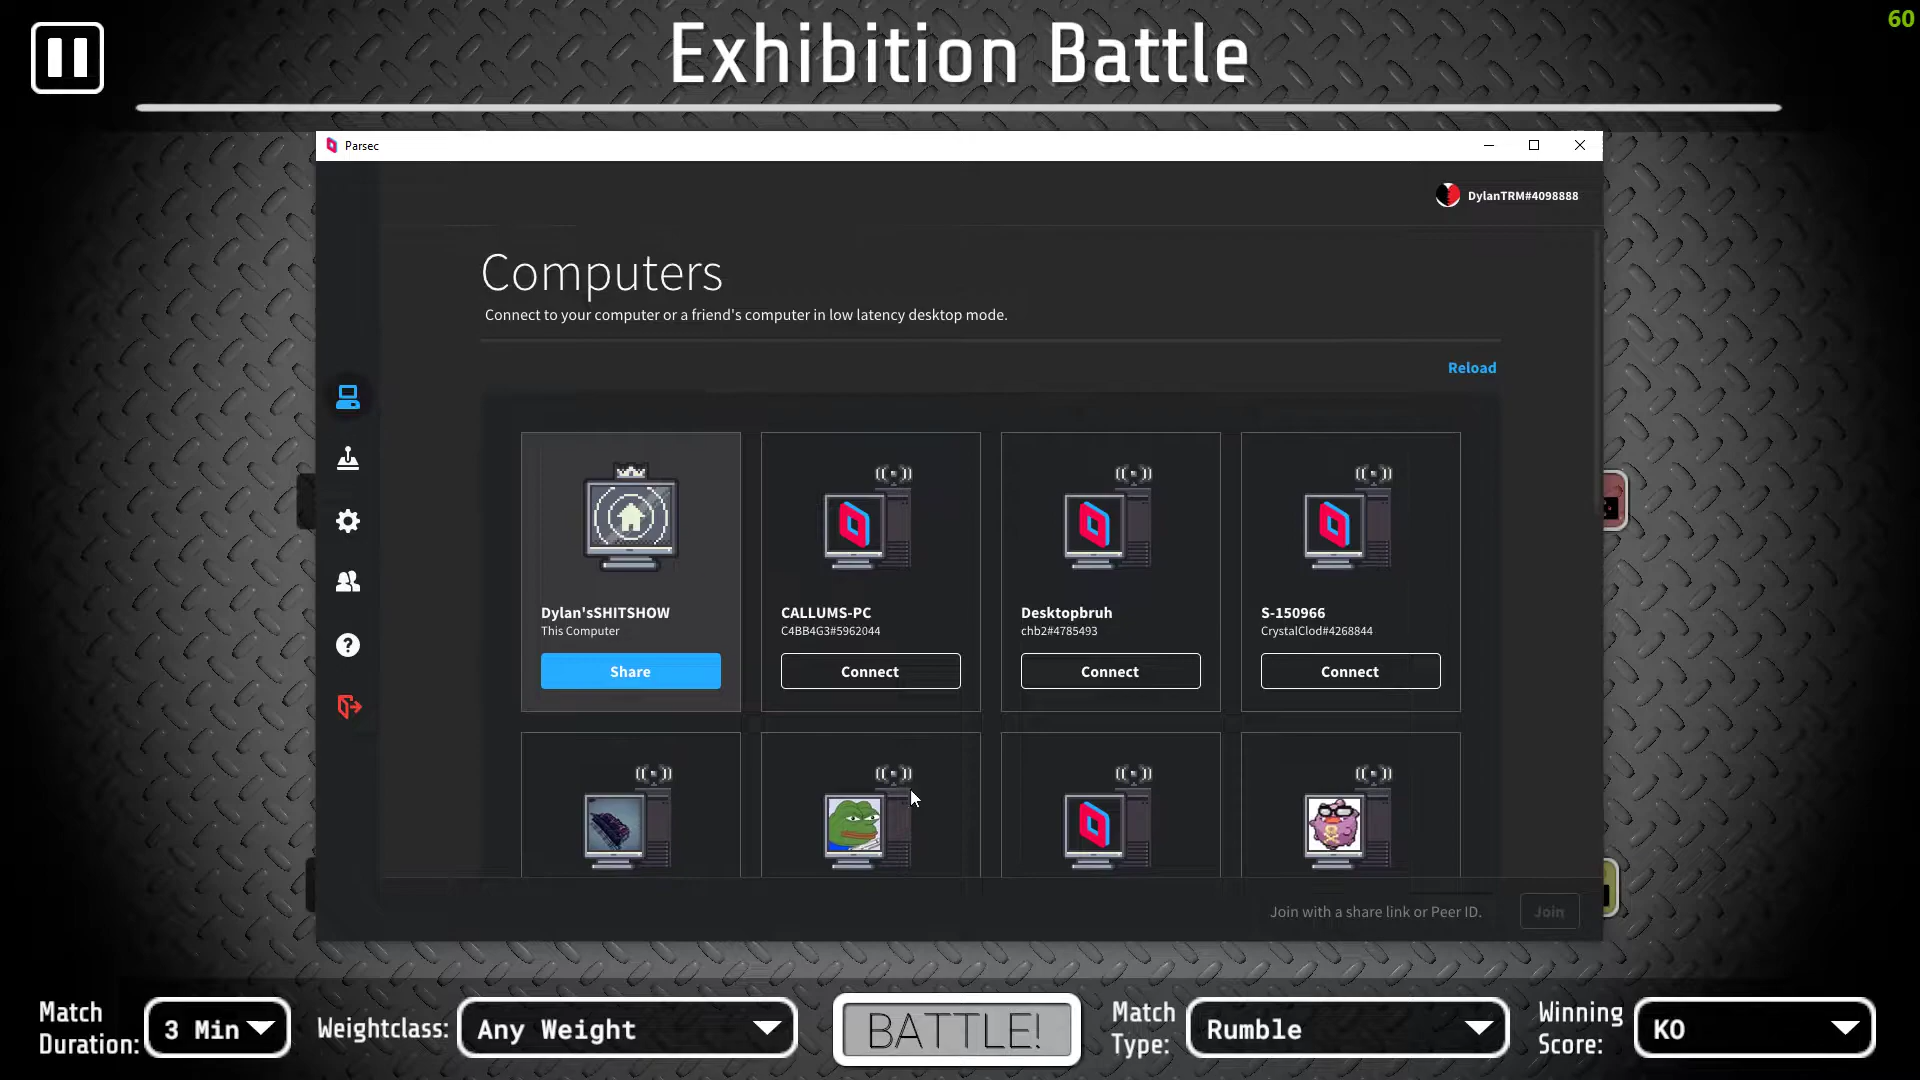 60
Exhibition Battle
Parsec
DylanTRM#4098888
Computers
Connect to your computer or a friend's computer in low latency desktop mode.
Reload
Dylan'sSHITSHOW
This Computer
Share
CALLUMS-PC
C4BB4G3#5962044
Connect
Desktopbruh
chb2#4785493
Connect
S-150966
CrystalClod#4268844
Connect
Join with a share link or Peer ID.
Join
Match
Duration:
3 Min
Weightclass:
Any Weight
BATTLE!
Match
Type:
Rumble
Winning
Score:
KO